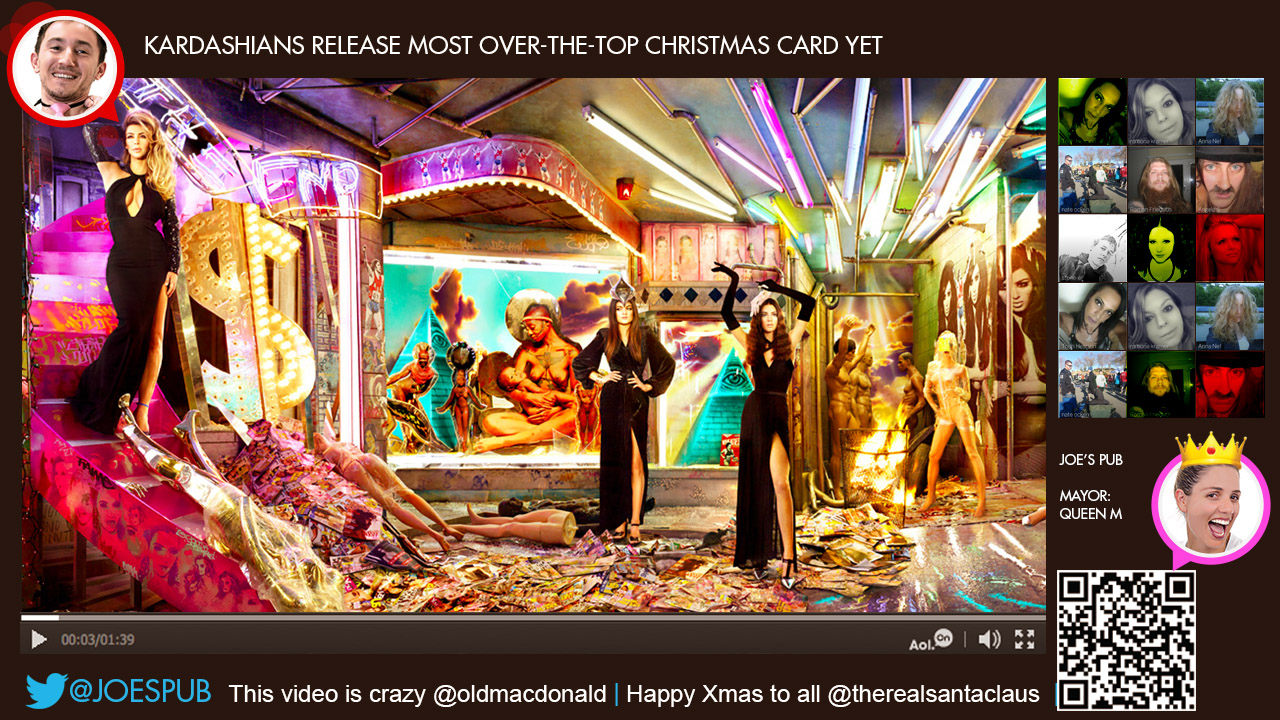 KARDASHIANS RELEASE MOST OVER-THE-TOP CHRISTMAS CARD YET
00:03/01:39
Aol. On
JOE'S PUB
MAYOR:
QUEEN M
@JOESPUB
This video is crazy @oldmacdonald | Happy Xmas to all @therealsantaclaus |